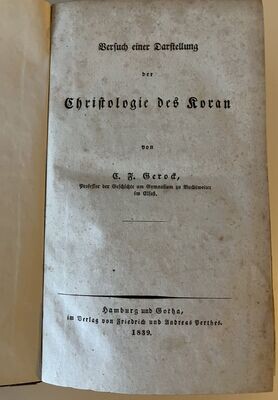 Versuch einer Darstellung
der
Christologie des Koran
von
C. F. Gerock,
Professor der Geschichte am Gymnasium zu Buchsweiler
im Elsaß.
Hamburg und Gotha,
im Verlag von Friedrich und Andreas Perthes.
1839.